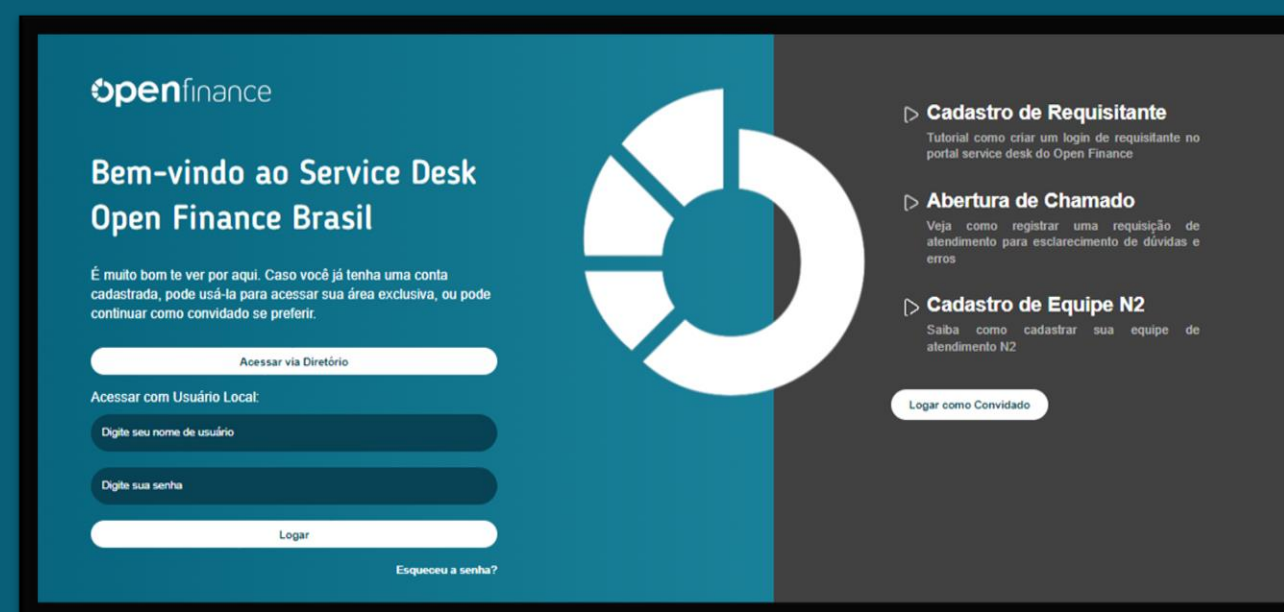 openfinance
Bem-vindo ao Service Desk
Open Finance Brasil
É muito bom te ver por aqui. Caso você já tenha uma conta
cadastrada, pode usá-la para acessar sua área exclusiva, ou pode
continuar como convidado se preferir.
Acessar via Diretório
Acessar com Usuário Local:
Digite seu nome de usuário
Digite sua senha
Logar
Esqueceu a senha?
Cadastro de Requisitante
Tutorial como criar um login de requisitante no
portal service desk do Open Finance
Abertura de Chamado
Veja como registrar uma requisição de
atendimento para esclarecimento de dúvidas e
erros
Cadastro de Equipe N2
Saiba como cadastrar sua equipe de
atendimento N2
Logar como Convidado